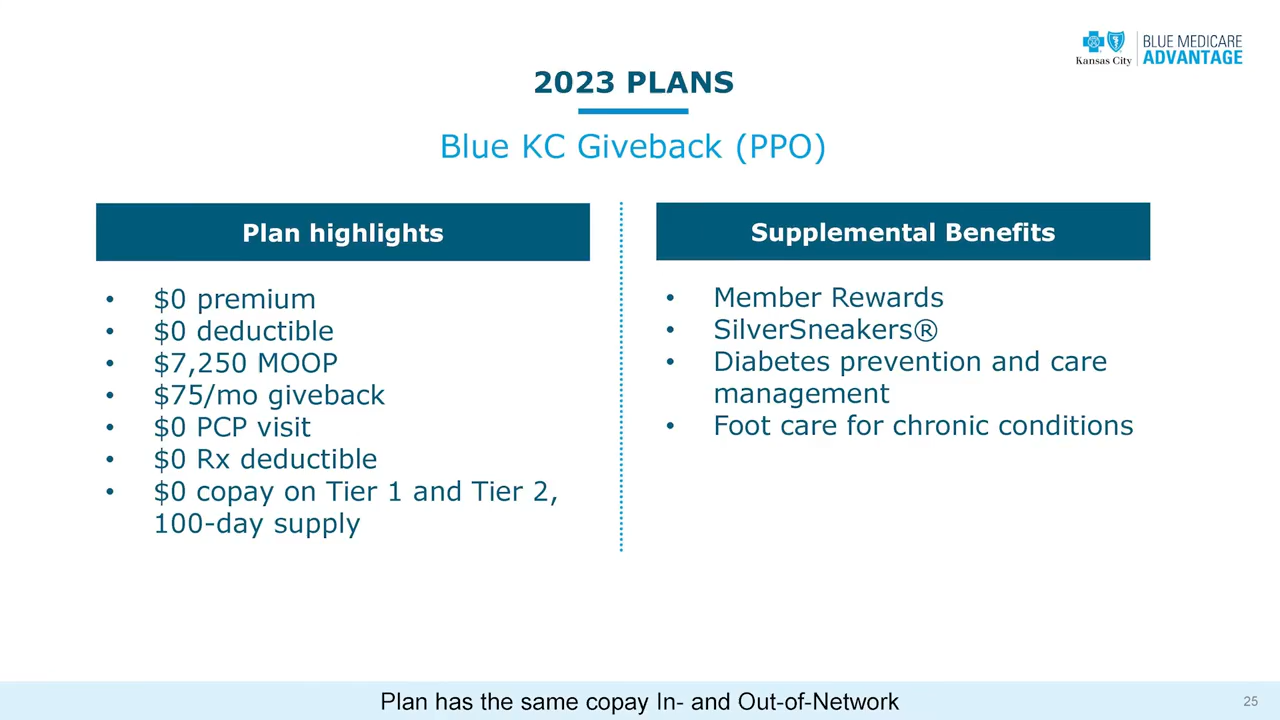 Kansas City
BLUE MEDICARE
ADVANTAGE
2023 PLANS
Blue KC Giveback (PPO)
Plan highlights
• $0 premium
• $0 deductible
• $7,250 MOOP
• $75/mo giveback
• $0 PCP visit
• $0 Rx deductible
• $0 copay on Tier 1 and Tier 2,
100-day supply
Supplemental Benefits
• Member Rewards
• SilverSneakers®
• Diabetes prevention and care
management
• Foot care for chronic conditions
Plan has the same copay In- and Out-of-Network
25